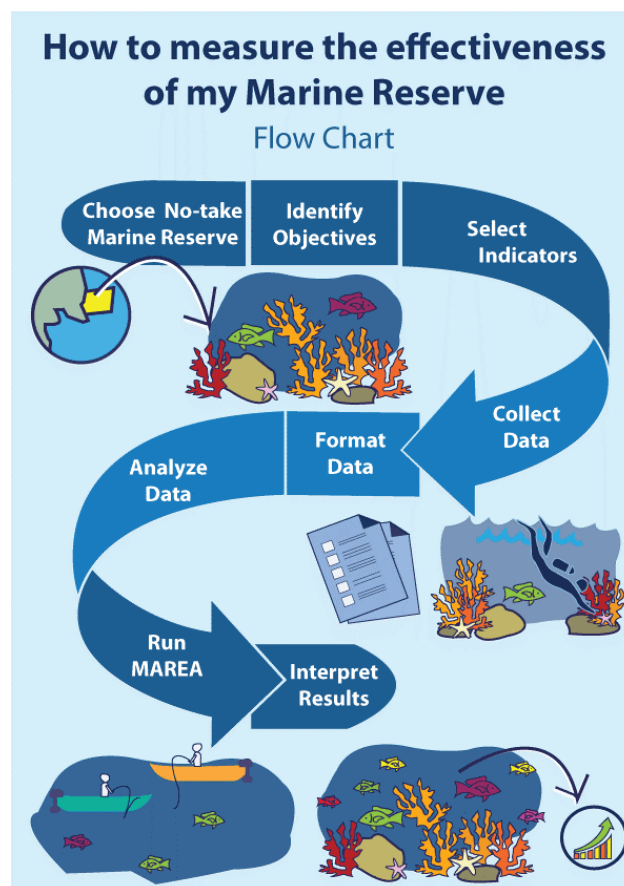 How to measure the effectiveness
of my Marine Reserve
Flow Chart
Choose No-take
Marine Reserve
Identify
Objectives
Select
Indicators
Collect
Data
Format
Data
Analyze
Data
Run
MAREA
Interpret
Results